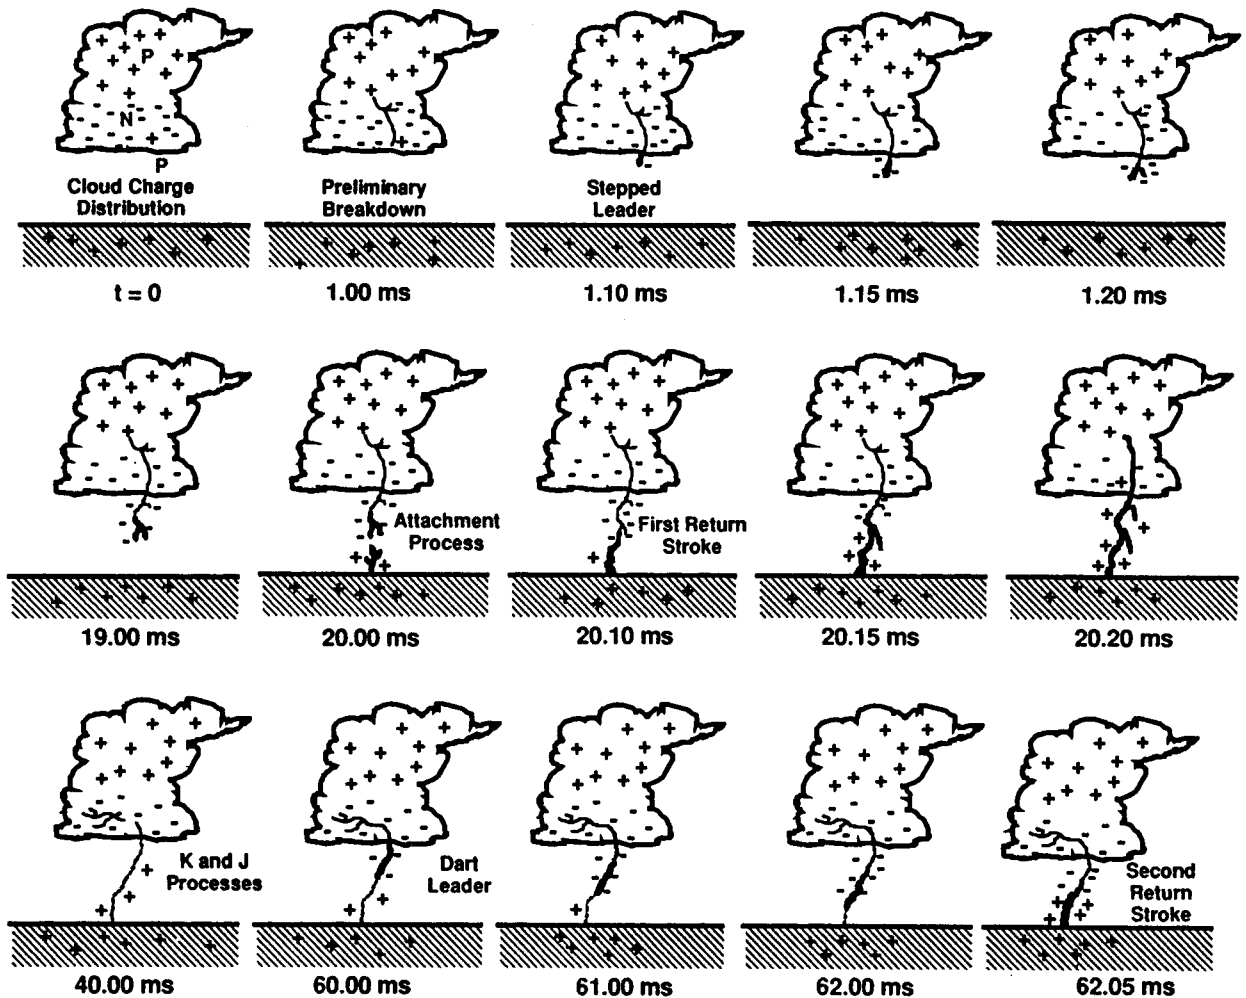 P
N
P
Cloud Charge
Distribution
Preliminary
Breakdown
Stepped
Leader
t = 0
1.00 ms
1.10 ms
1.15 ms
1.20 ms
Attachment
Process
First Return
Stroke
19.00 ms
20.00 ms
20.10 ms
20.15 ms
20.20 ms
K and J
Processes
Dart
Leader
Second
Return
Stroke
40.00 ms
60.00 ms
61.00 ms
62.00 ms
62.05 ms